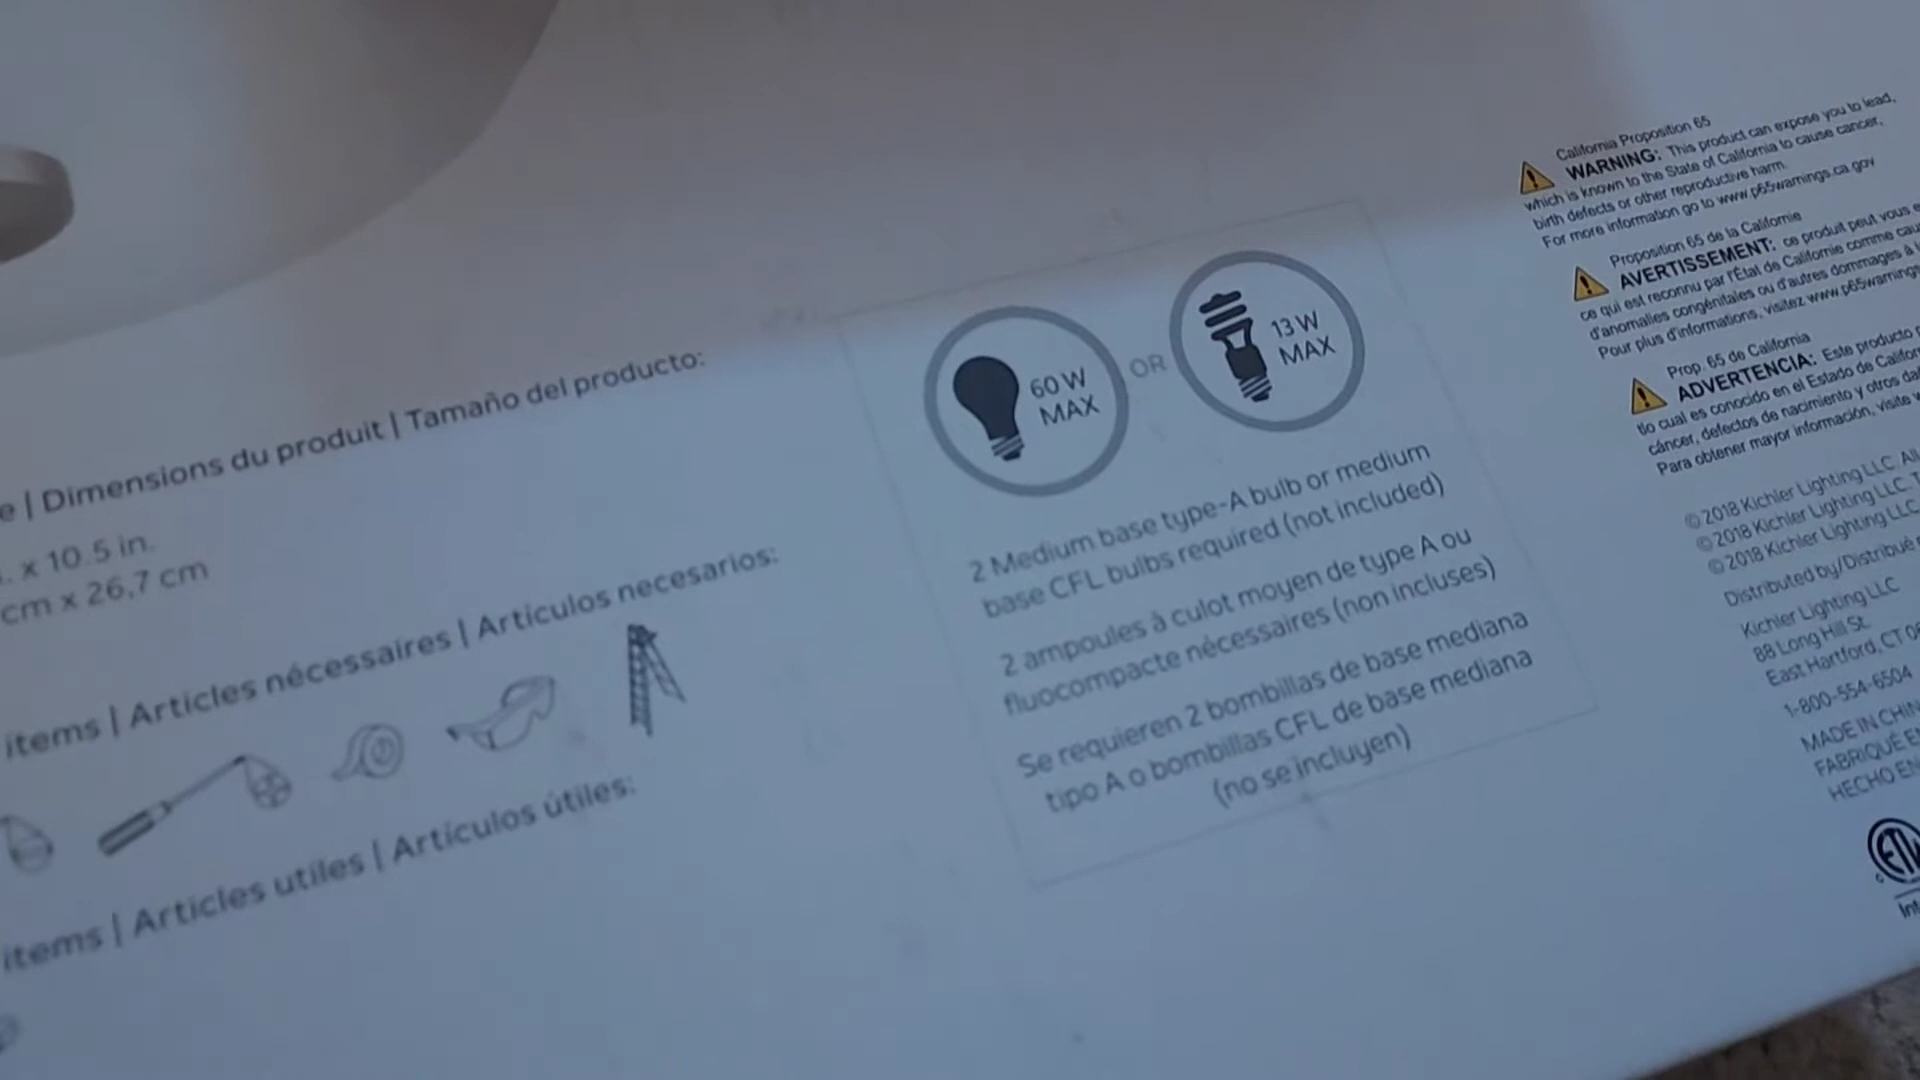 e | Dimensions du produit | Tamaño del producto:
. x 10.5 in.
cm x 26,7 cm
items | Articles nécessaires | Artículos necesarios:
items | Articles utiles | Artículos útiles:
60 W
MAX
OR
13 W
MAX
2 Medium base type-A bulb or medium
base CFL bulbs required (not included)
2 ampoules à culot moyen de type A ou
fluocompacte nécessaires (non incluses)
Se requieren 2 bombillas de base mediana
tipo A o bombillas CFL de base mediana
(no se incluyen)
California Proposition 65
WARNING: This product can expose you to lead,
which is known to the State of California to cause cancer,
birth defects or other reproductive harm.
For more information go to www.p65warnings.ca.gov
Proposition 65 de la Californie
AVERTISSEMENT: ce produit peut vous e
ce qui est reconnu par l'État de Californie comme cau
d'anomalies congénitales ou d'autres dommages à l
Pour plus d'informations, visitez www.p65warnings
Prop. 65 de California
ADVERTENCIA: Este producto p
tio cual es conocido en el Estado de Califor
cáncer, defectos de nacimiento y otros da
Para obtener mayor información, visite w
©2018 Kichler Lighting LLC. All
©2018 Kichler Lighting LLC. T
©2018 Kichler Lighting LLC.
Distributed by/Distribué
Kichler Lighting LLC
88 Long Hill St.
East Hartford, CT 06
1-800-554-6504
MADE IN CHIN
FABRIQUÉ EN
HECHO EN
ETL
c
Int